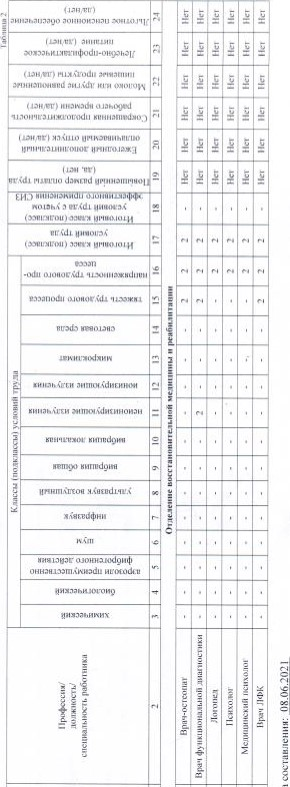 Таблица 2
Профессия/ должность/ специальность работника
Классы (подклассы) условий труда
химический
биологический
аэрозоли преимущественно фиброгенного действия
шум
инфразвук
ультразвук воздушный
вибрация общая
вибрация локальная
неионизирующие излучения
ионизирующие излучения
микроклимат
световая среда
тяжесть трудового процесса
напряженность трудового процесса
Итоговый класс (подкласс) условий труда
Итоговый класс (подкласс) условий труда с учетом эффективного применения СИЗ
Повышенный размер оплаты труда (да, нет)
Ежегодный дополнительный оплачиваемый отпуск (да/нет)
Сокращенная продолжительность рабочего времени (да/нет)
Молоко или другие равноценные пищевые продукты (да/нет)
Лечебно-профилактическое питание (да/нет)
Льготное пенсионное обеспечение (да/нет)
2 3 4 5 6 7 8 9 10 11 12 13 14 15 16 17 18 19 20 21 22 23 24
Отделение восстановительной медицины и реабилитации
Врач-остеопат - - - - - - - - - - - - 2 2 2 - Нет Нет Нет Нет Нет Нет
Врач функциональной диагностики - - - - - - - - 2 - - - 2 2 2 - Нет Нет Нет Нет Нет Нет
Логопед - - - - - - - - - - - - - 2 2 - Нет Нет Нет Нет Нет Нет
Психолог - - - - - - - - - - - - - 2 2 - Нет Нет Нет Нет Нет Нет
Медицинский психолог - - - - - - - - - - - - - 2 2 - Нет Нет Нет Нет Нет Нет
Врач ЛФК - - - - - - - - - - - - 2 2 2 - Нет Нет Нет Нет Нет Нет
составления: 08.06.2021